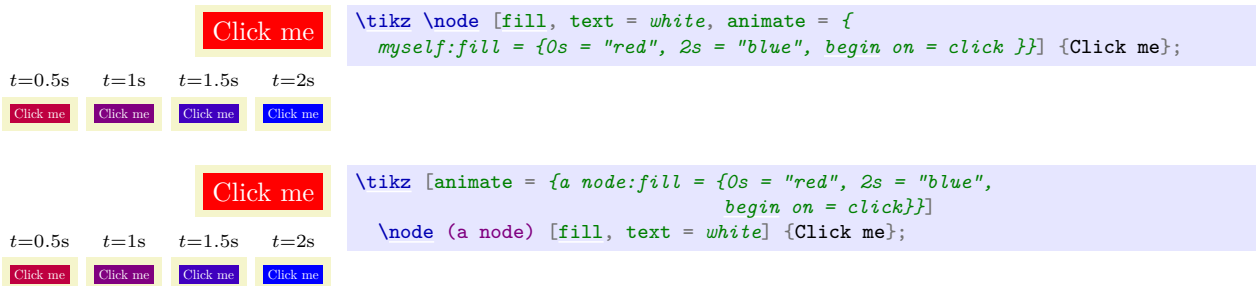 Click me
\tikz \node [fill, text = white, animate = {
myself:fill = {0s = "red", 2s = "blue", begin on = click }}] {Click me};
t=0.5s t=1s t=1.5s t=2s
Click me Click me Click me Click me
Click me
\tikz [animate = {a node:fill = {0s = "red", 2s = "blue",
begin on = click}}]
\node (a node) [fill, text = white] {Click me};
t=0.5s t=1s t=1.5s t=2s
Click me Click me Click me Click me